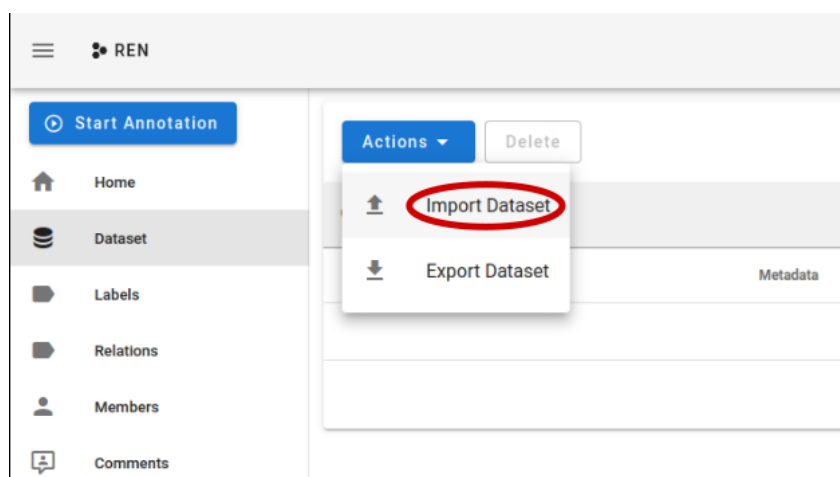 REN
Start Annotation
Actions
Delete
Home
Import Dataset
Dataset
Export Dataset
Metadata
Labels
Relations
Members
Comments